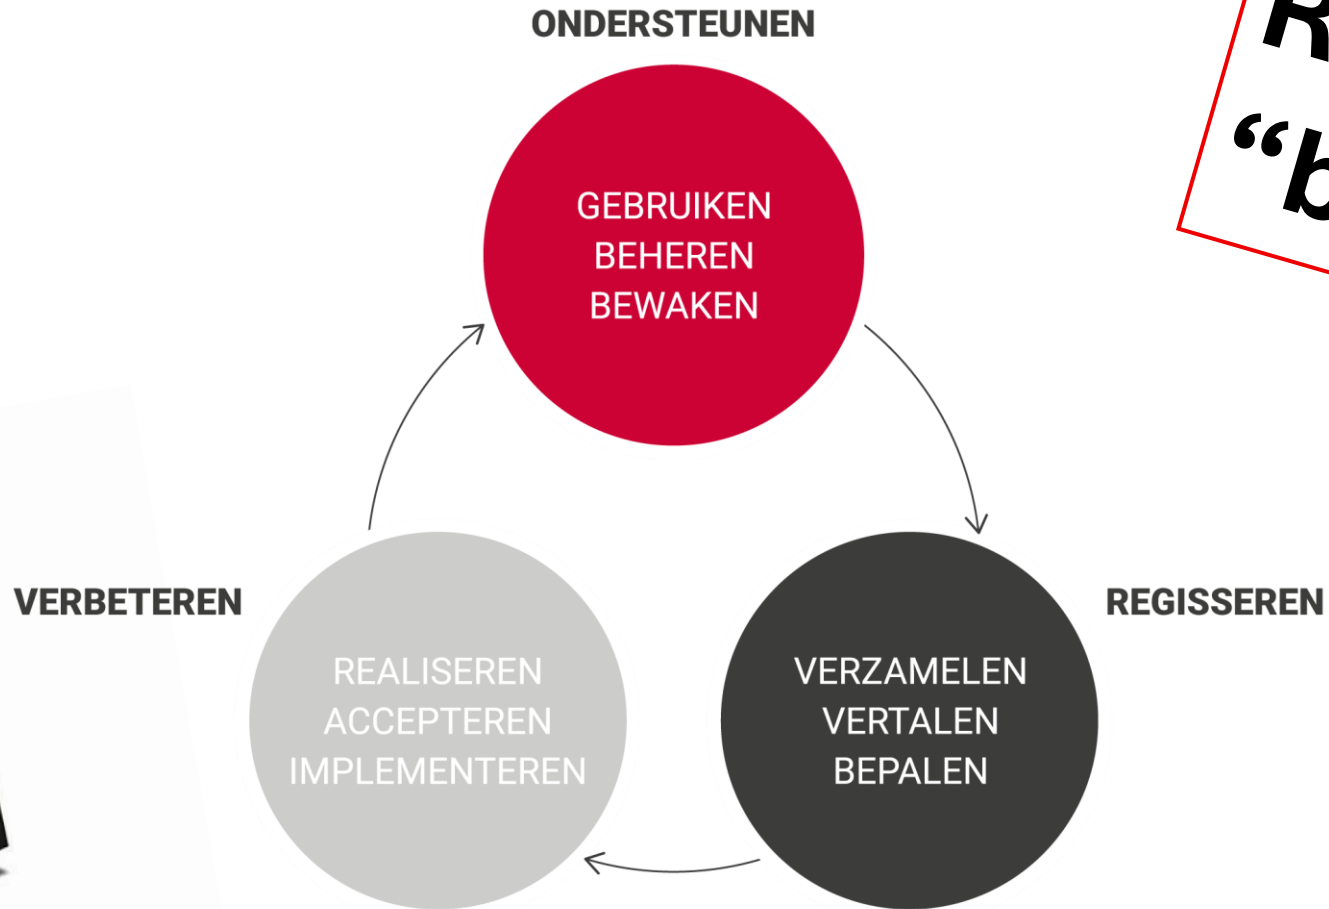 ONDERSTEUNEN
GEBRUIKEN
BEHEREN
BEWAKEN
VERBETEREN
REGISSEREN
REALISEREN
ACCEPTEREN
IMPLEMENTEREN
VERZAMELEN
VERTALEN
BEPALEN